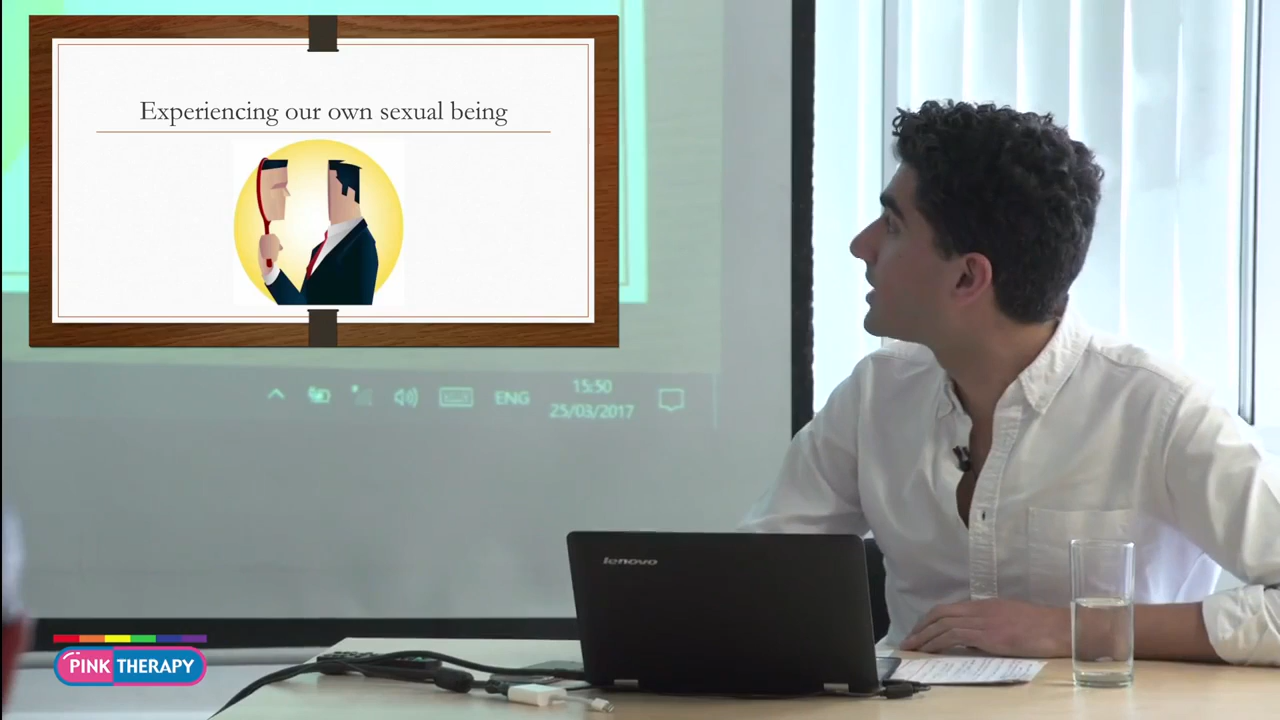 Experiencing our own sexual being
ENG
15:50
25/03/2017
lenovo
PINK THERAPY